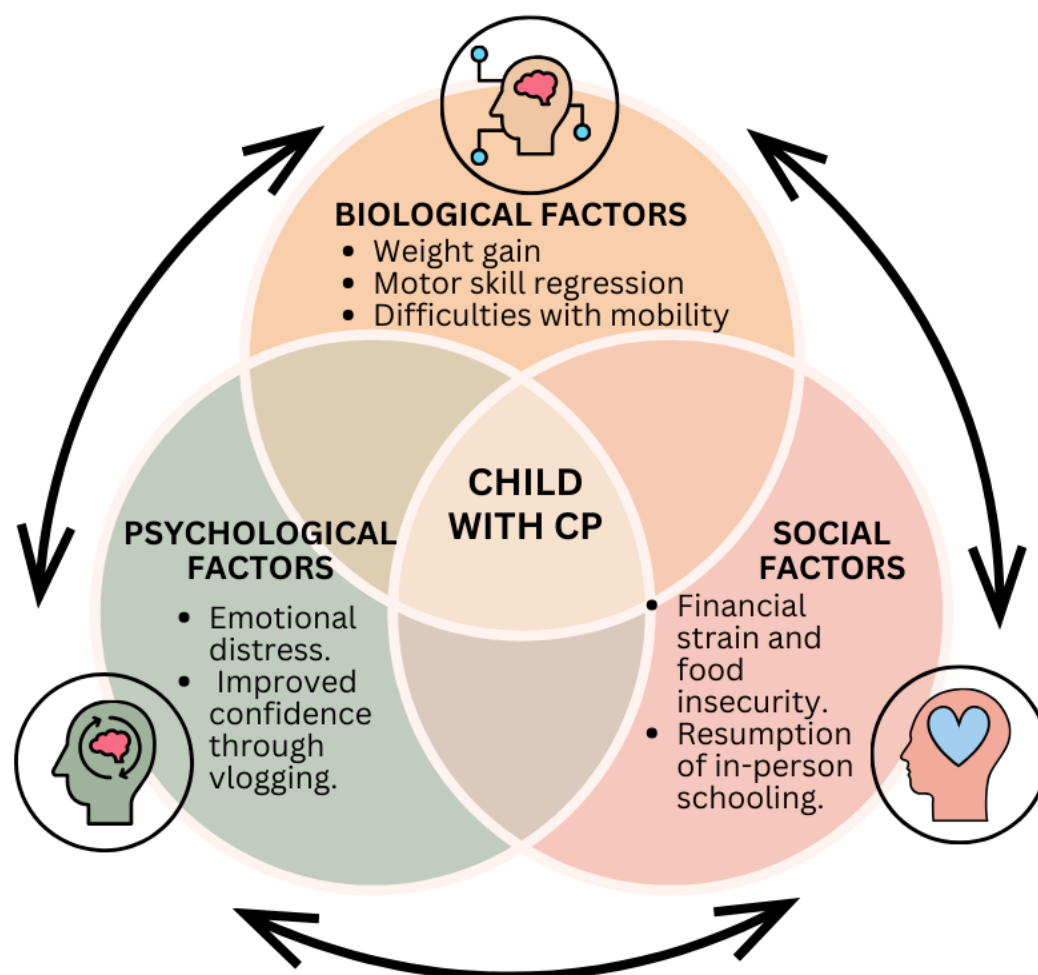 BIOLOGICAL FACTORS
• Weight gain
• Motor skill regression
• Difficulties with mobility
CHILD
WITH CP
PSYCHOLOGICAL
FACTORS
• Emotional
distress.
• Improved
confidence
through
vlogging.
SOCIAL
FACTORS
• Financial
strain and
food
insecurity.
• Resumption
of in-person
schooling.